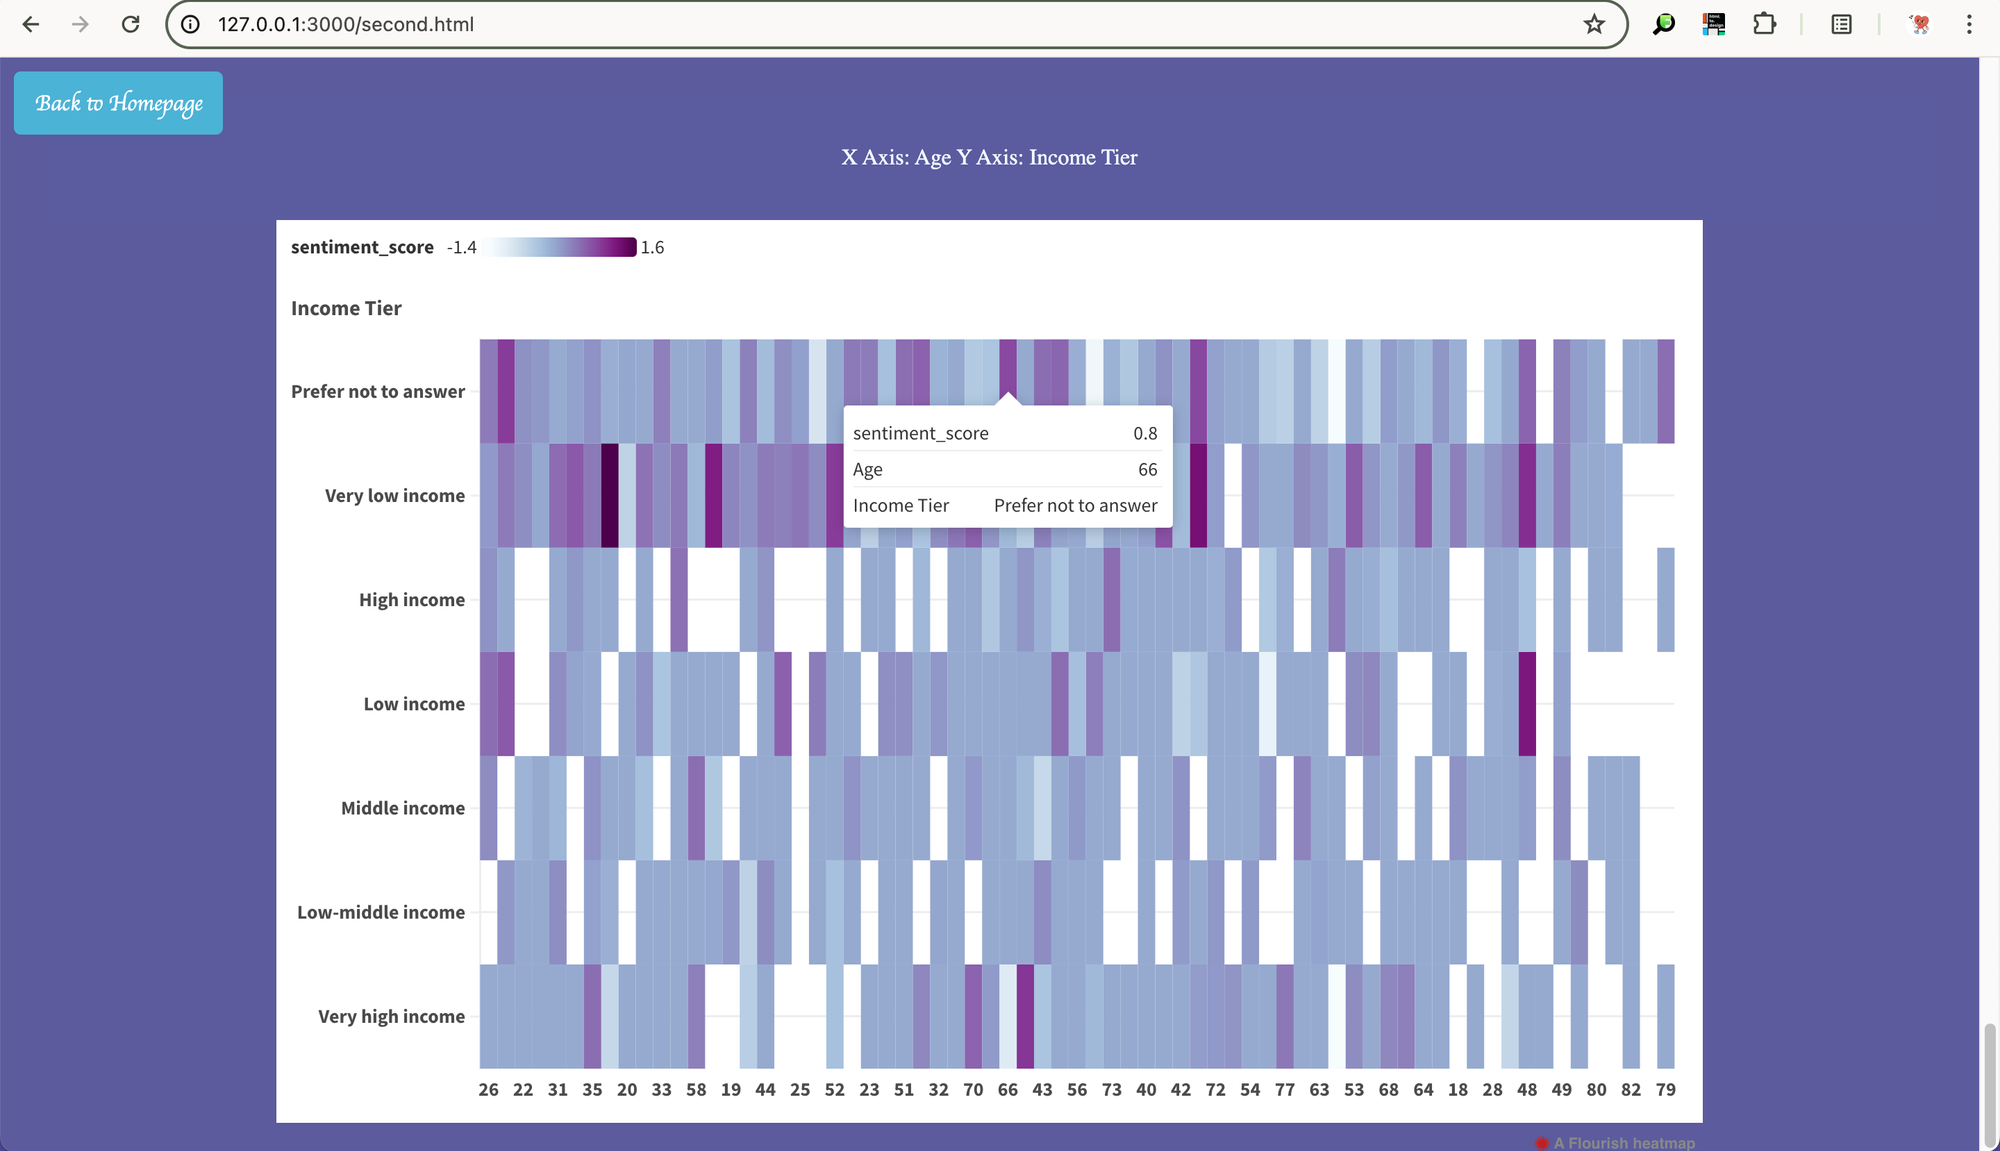 127.0.0.1:3000/second.html
Back to Homepage
X Axis: Age Y Axis: Income Tier
sentiment_score -1.4 1.6
Income Tier
Prefer not to answer
sentiment_score 0.8
Age 66
Income Tier Prefer not to answer
Very low income
High income
Low income
Middle income
Low-middle income
Very high income
26 22 31 35 20 33 58 19 44 25 52 23 51 32 70 66 43 56 73 40 42 72 54 77 63 53 68 64 18 28 48 49 80 82 79
A Flourish heatmap